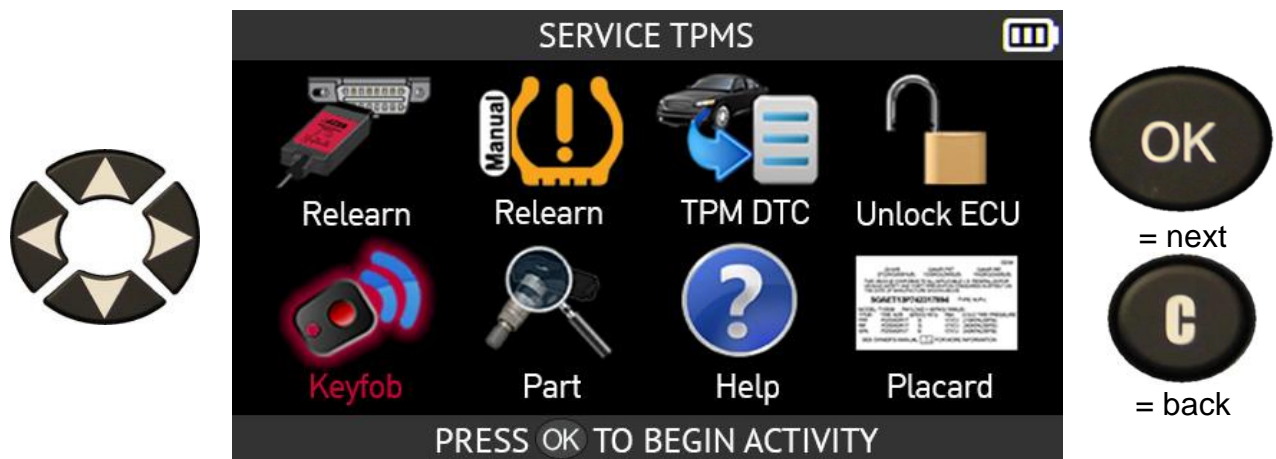 SERVICE TPMS
Manual
Relearn
Relearn
TPM DTC
Unlock ECU
Keyfob
Part
Help
Placard
PRESS OK TO BEGIN ACTIVITY
OK
= next
C
= back